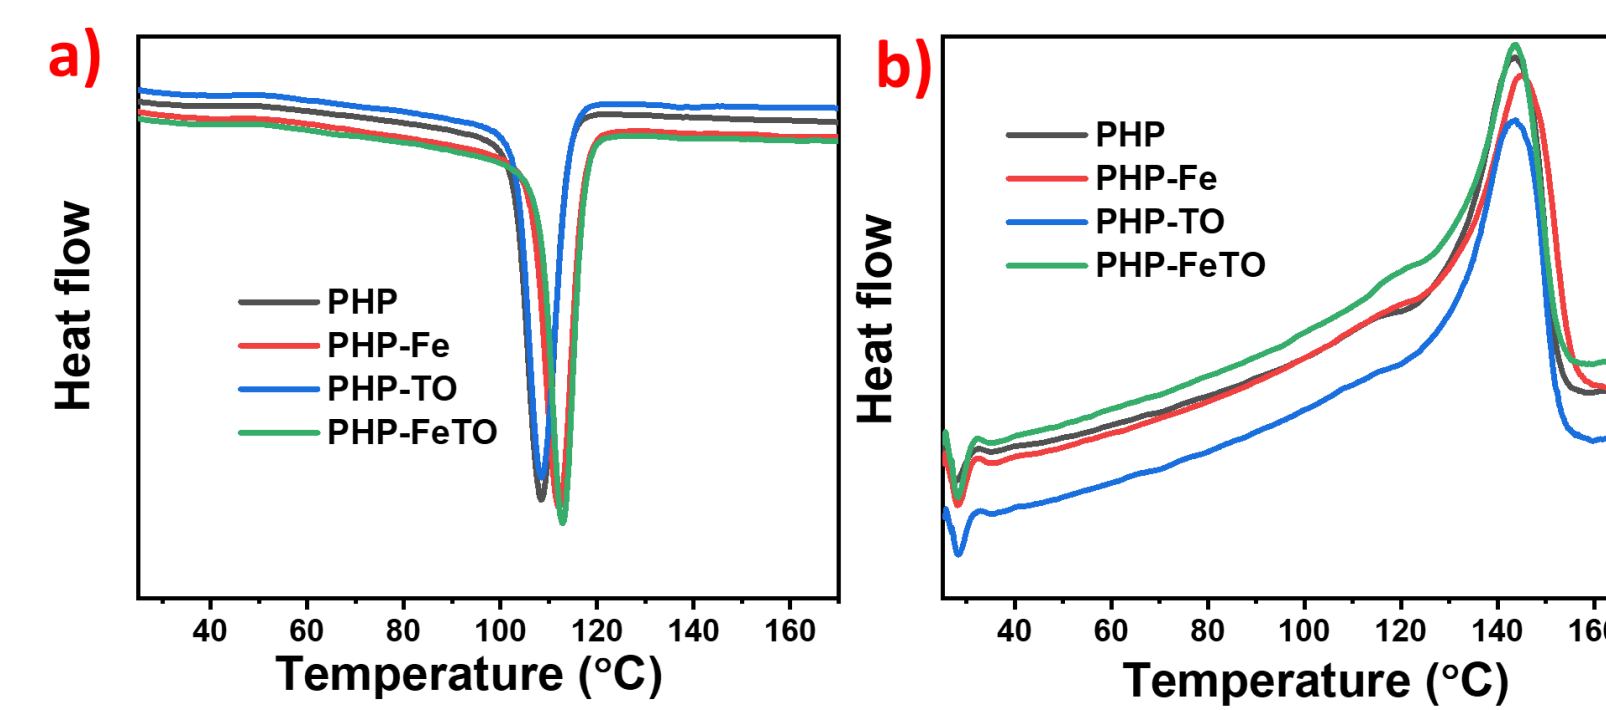 a)
Heat flow
PHP
PHP-Fe
PHP-TO
PHP-FeTO
40 60 80 100 120 140 160
Temperature (°C)
b)
Heat flow
PHP
PHP-Fe
PHP-TO
PHP-FeTO
40 60 80 100 120 140
Temperature (°C)